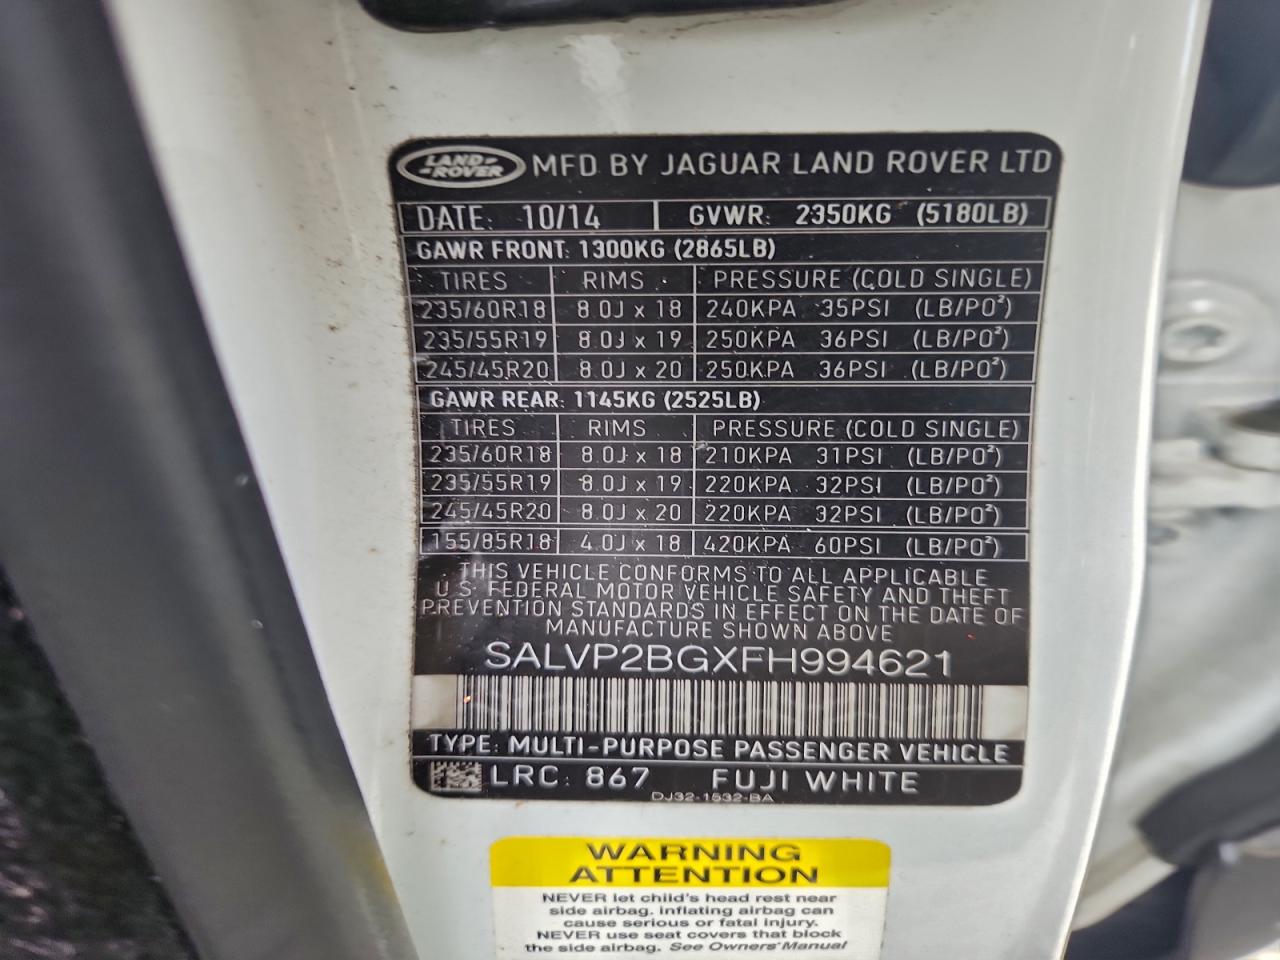 LAND ROVER MFD BY JAGUAR LAND ROVER LTD
DATE: 10/14 GVWR: 2350KG (5180LB)
GAWR FRONT: 1300KG (2865LB)
TIRES RIMS PRESSURE (COLD SINGLE)
235/60R18 8.0J x 18 240KPA 35PSI (LB/PO²)
235/55R19 8.0J x 19 250KPA 36PSI (LB/PO²)
245/45R20 8.0J x 20 250KPA 36PSI (LB/PO²)
GAWR REAR: 1145KG (2525LB)
TIRES RIMS PRESSURE (COLD SINGLE)
235/60R18 8.0J x 18 210KPA 31PSI (LB/PO²)
235/55R19 8.0J x 19 220KPA 32PSI (LB/PO²)
245/45R20 8.0J x 20 220KPA 32PSI (LB/PO²)
155/85R18 4.0J x 18 420KPA 60PSI (LB/PO²)
THIS VEHICLE CONFORMS TO ALL APPLICABLE
U.S. FEDERAL MOTOR VEHICLE SAFETY AND THEFT
PREVENTION STANDARDS IN EFFECT ON THE DATE OF
MANUFACTURE SHOWN ABOVE
SALVP2BGXFH994621
TYPE: MULTI-PURPOSE PASSENGER VEHICLE
LRC: 867 FUJI WHITE
DJ32-1532-BA
WARNING
ATTENTION
NEVER let child's head rest near
side airbag. inflating airbag can
cause serious or fatal injury.
NEVER use seat covers that block
the side airbag. See Owners'Manual